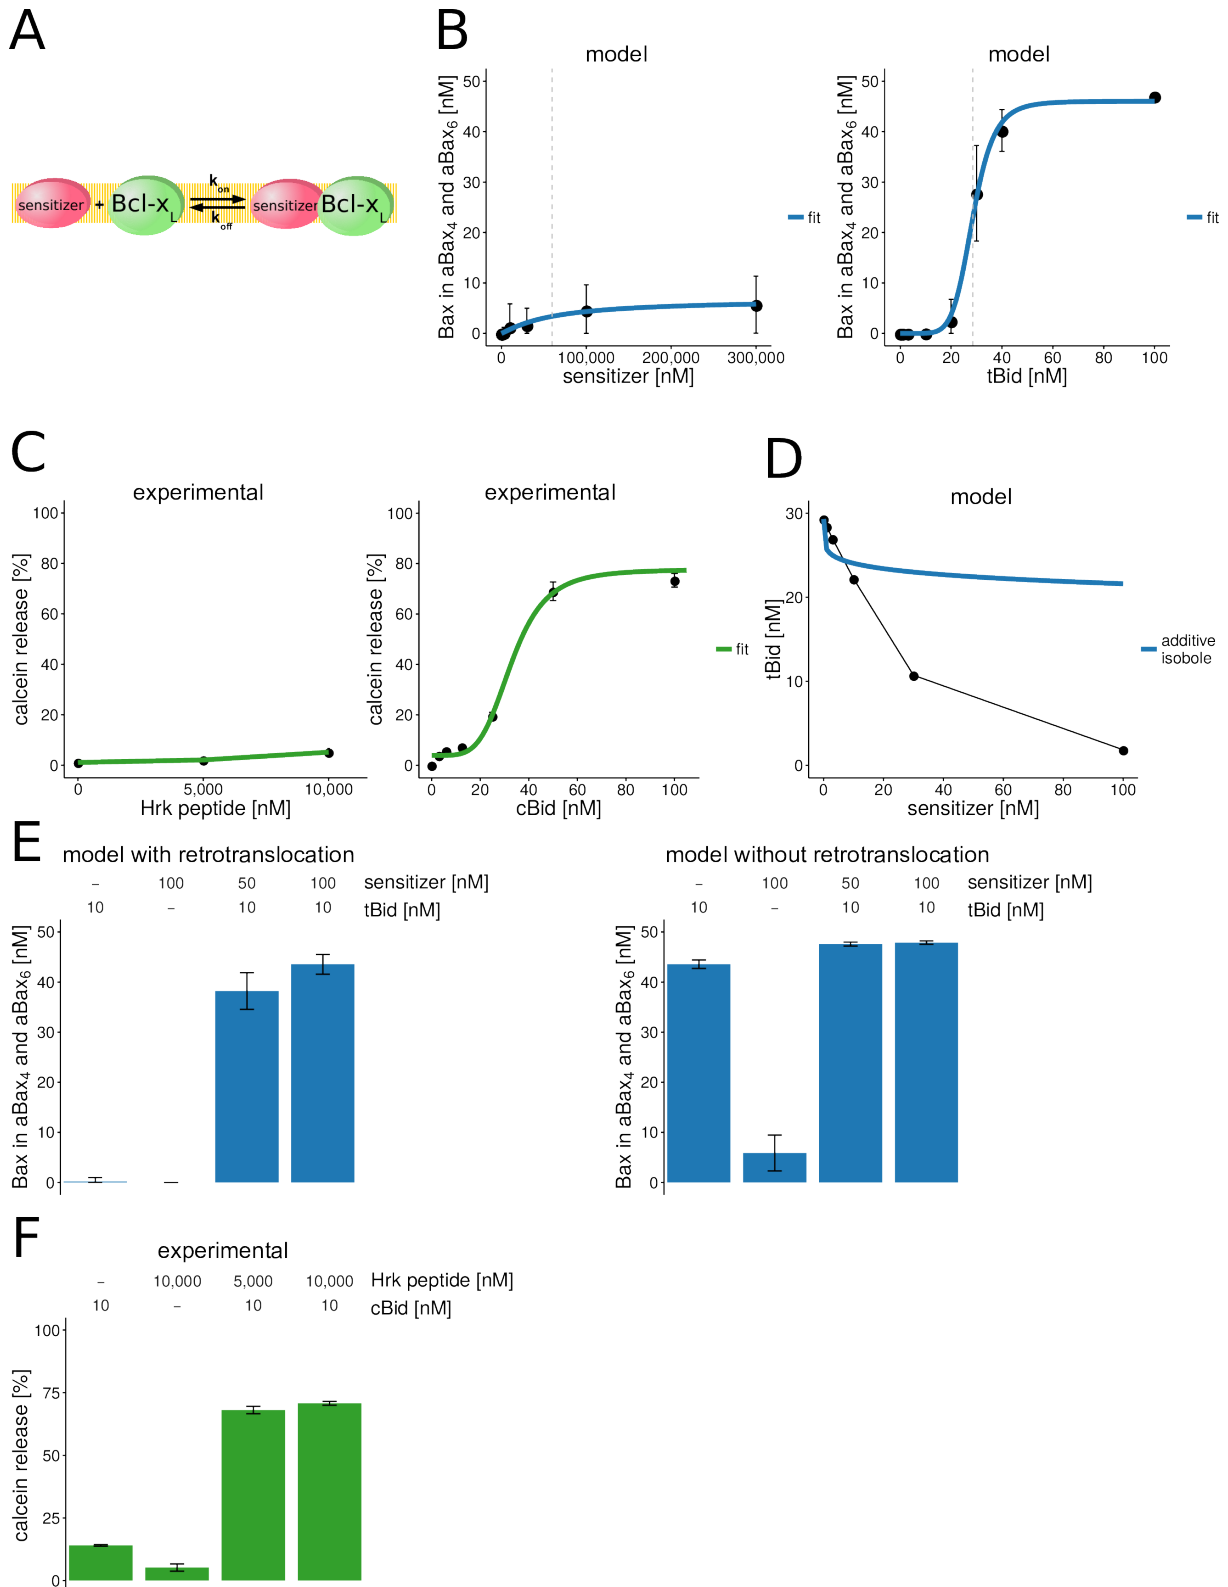 A
sensitizer + Bcl-xL kon koff sensitizer Bcl-xL
B
model
Bax in aBax4 and aBax6 [nM]
50
40
30
20
10
0
0 100,000 200,000 300,000
sensitizer [nM]
fit
model
Bax in aBax4 and aBax6 [nM]
50
40
30
20
10
0
0 20 40 60 80 100
tBid [nM]
fit
C
experimental
calcein release [%]
100
80
60
40
20
0
0 5,000 10,000
Hrk peptide [nM]
experimental
calcein release [%]
100
80
60
40
20
0
0 20 40 60 80 100
cBid [nM]
fit
D
model
tBid [nM]
30
20
10
0
0 20 40 60 80 100
sensitizer [nM]
additive
isobole
E
model with retrotranslocation
– 100 50 100 sensitizer [nM]
10 – 10 10 tBid [nM]
Bax in aBax4 and aBax6 [nM]
50
40
30
20
10
0
model without retrotranslocation
– 100 50 100 sensitizer [nM]
10 – 10 10 tBid [nM]
Bax in aBax4 and aBax6 [nM]
50
40
30
20
10
0
F
experimental
– 10,000 5,000 10,000 Hrk peptide [nM]
10 – 10 10 cBid [nM]
calcein release [%]
100
75
50
25
0